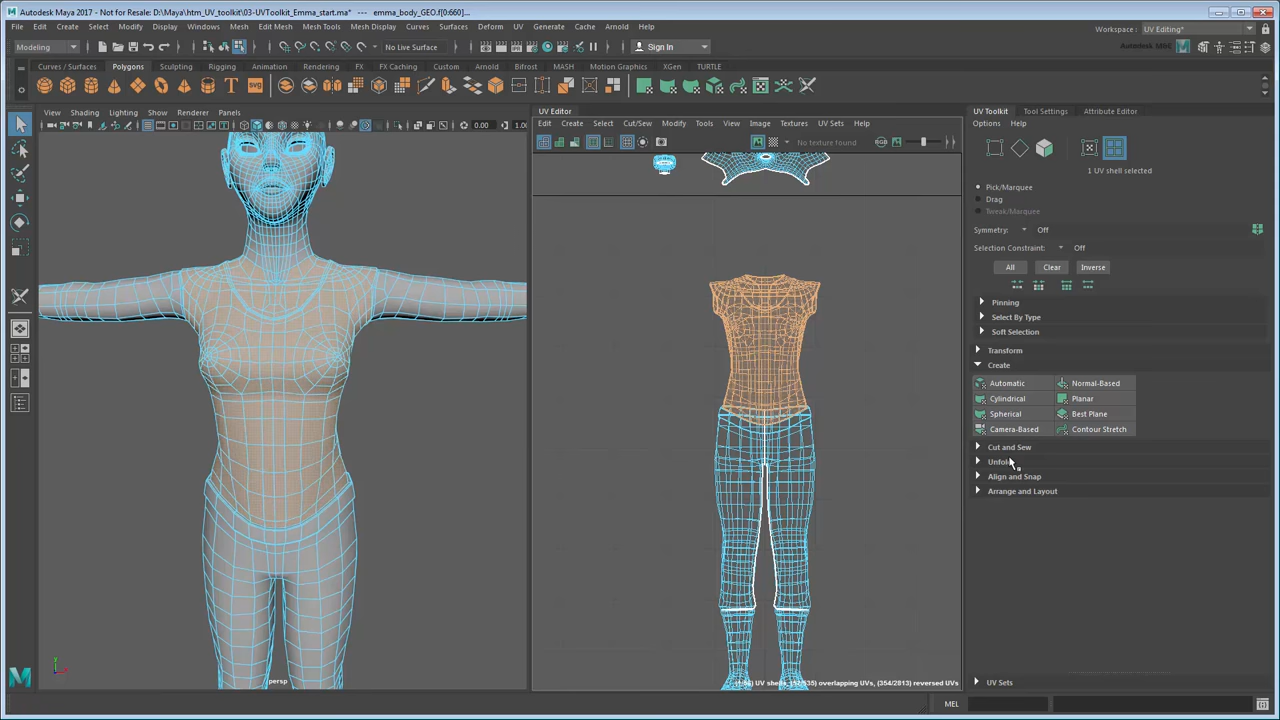 Autodesk Maya 2017 - Not for Resale: D:\Maya\htm_UV_toolkit\03-UVToolkit_Emma_start.ma* --- emma_body_GEO.f[0:660]...
File Edit Create Select Modify Display Windows Mesh Edit Mesh Mesh Tools Mesh Display Curves Surfaces Deform UV Generate Cache Arnold Help
Workspace : UV Editing*
Modeling No Live Surface Sign In Autodesk MBE
Curves / Surfaces Polygons Sculpting Rigging Animation Rendering FX FX Caching Custom Arnold Bifrost MASH Motion Graphics XGen TURTLE
View Shading Lighting Show Renderer Panels
0.00 1.00
persp
UV Editor
Edit Create Select Cut/Sew Modify Tools View Image Textures UV Sets Help
No texture found
UV shells, overlapping UVs, (354/2813) reversed UVs
UV Toolkit Tool Settings Attribute Editor
Options Help
1 UV shell selected
Pick/Marquee
Drag
Tweak/Marquee
Symmetry: Off
Selection Constraint: Off
All Clear Inverse
Pinning
Select By Type
Soft Selection
Transform
Create
Automatic Normal-Based
Cylindrical Planar
Spherical Best Plane
Camera-Based Contour Stretch
Cut and Sew
Unfold
Align and Snap
Arrange and Layout
UV Sets
MEL